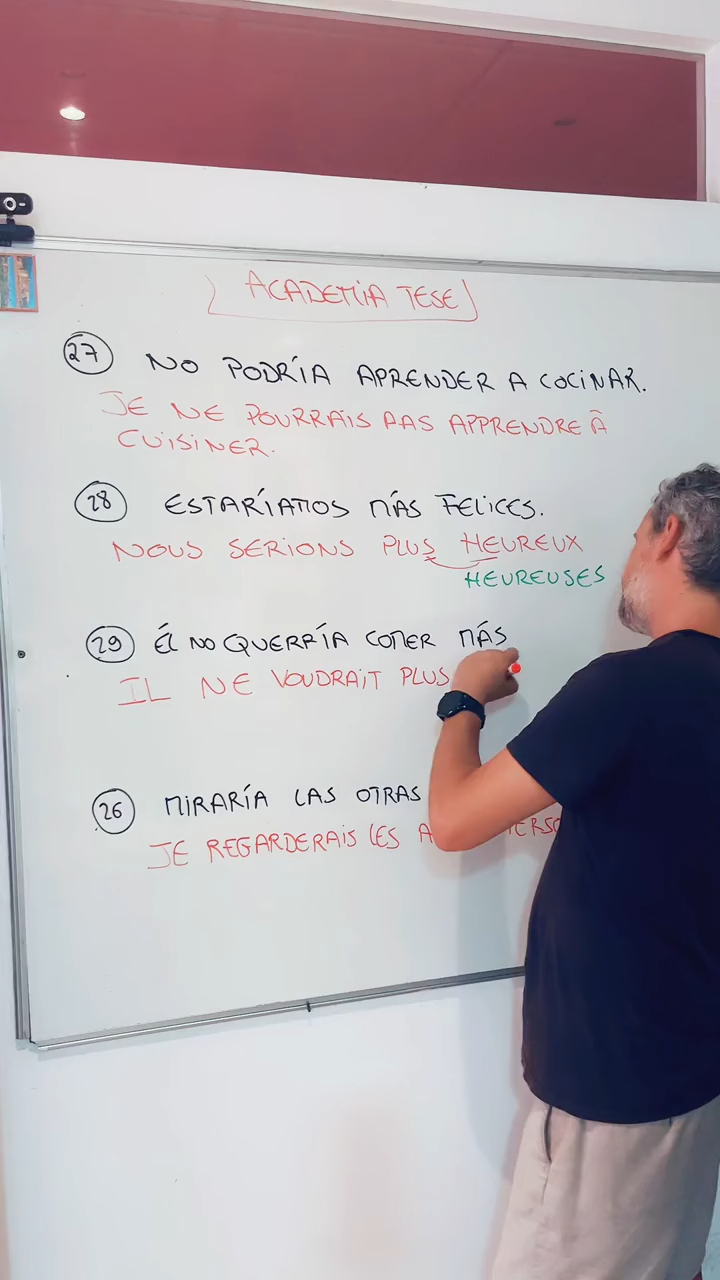 ACADEMIA TESE
27 NO PODRÍA APRENDER A COCINAR.
JE NE POURRAIS PAS APPRENDRE À
CUISINER.
28 ESTARÍAMOS MÁS FELICES.
NOUS SERIONS PLUS HEUREUX
HEUREUSES
29 ÉL NO QUERRÍA COMER MÁS
IL NE VOUDRAIT PLUS
26 MIRARÍA LAS OTRAS
JE REGARDERAIS LES